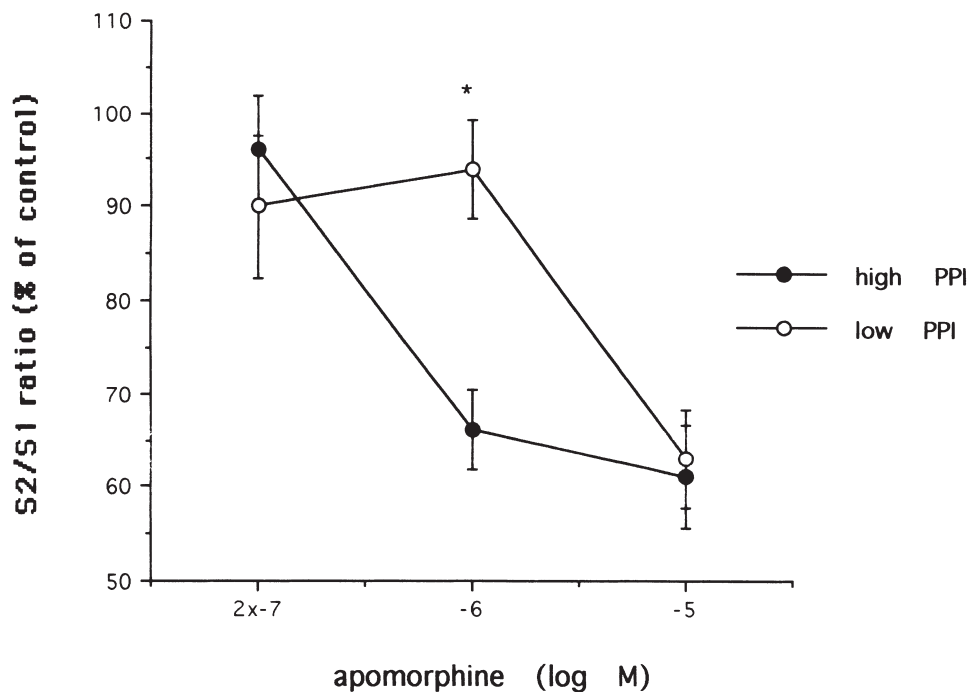 S2/S1 ratio (% of control)
110
100
90
80
70
60
50
*
2x-7
-6
-5
apomorphine (log M)
high PPI
low PPI